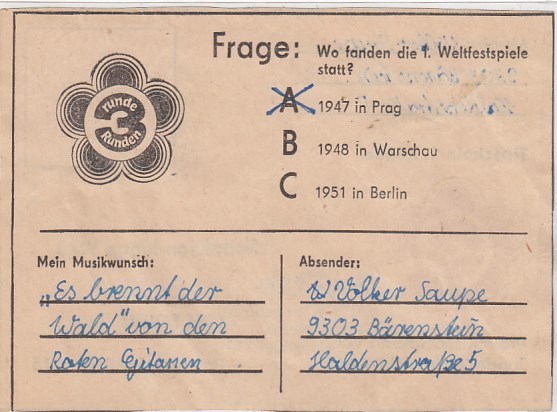 runde
3
Runden
Frage: Wo fanden die 1. Weltfestspiele
statt?
A 1947 in Prag
B 1948 in Warschau
C 1951 in Berlin
Mein Musikwunsch:
„Es brennt der
Wald" von den
Roten Gitarren
Absender:
Volker Saupe
9303 Bärenstein
Haldenstraße 5